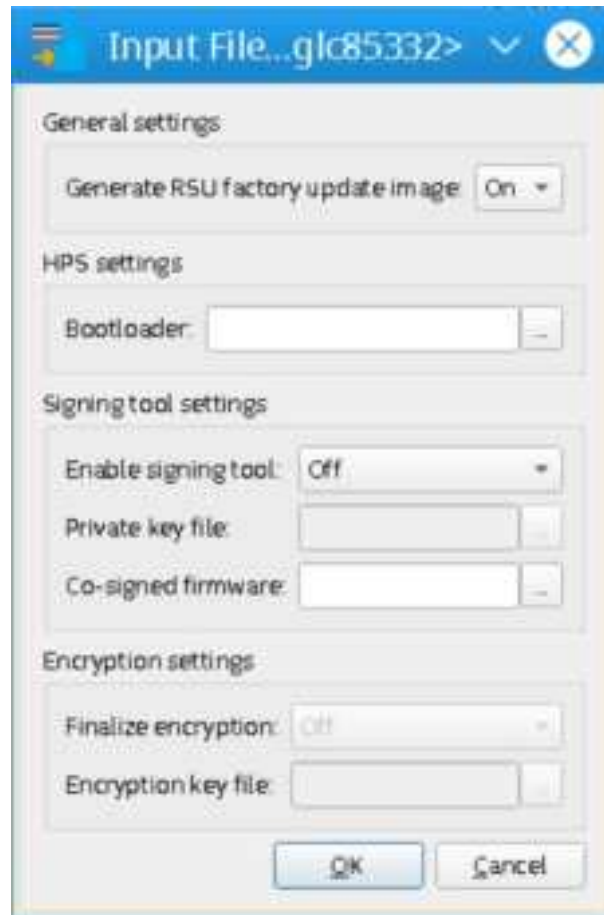 Input File...glc85332>
General settings
Generate RSU factory update image: On
HPS settings
Bootloader: ...
Signing tool settings
Enable signing tool: Off
Private key file: ...
Co-signed firmware: ...
Encryption settings
Finalize encryption: Off
Encryption key file: ...
OK Cancel